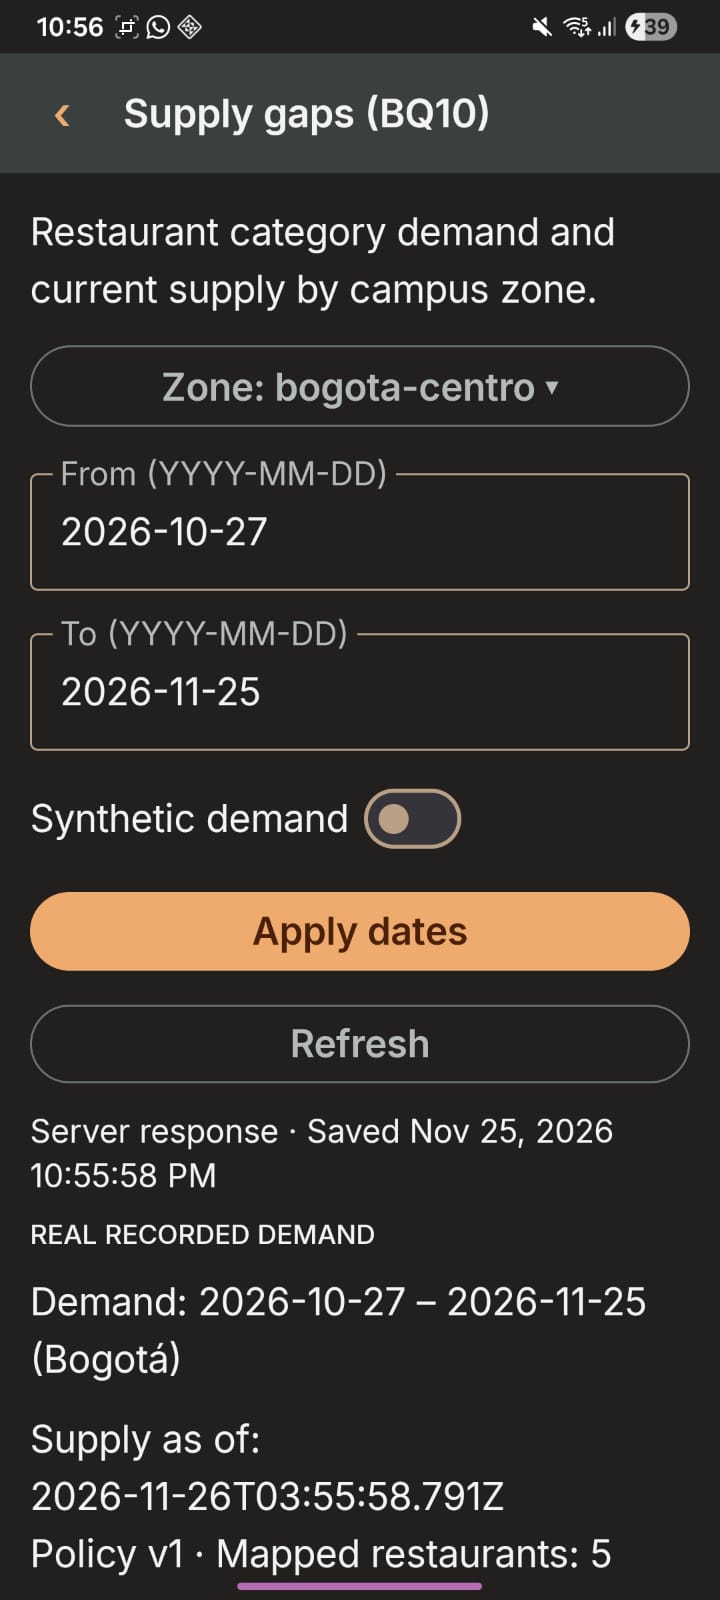 10:56
39
Supply gaps (BQ10)
Restaurant category demand and
current supply by campus zone.
Zone: bogota-centro ▾
From (YYYY-MM-DD)
2026-10-27
To (YYYY-MM-DD)
2026-11-25
Synthetic demand
Apply dates
Refresh
Server response · Saved Nov 25, 2026
10:55:58 PM
REAL RECORDED DEMAND
Demand: 2026-10-27 – 2026-11-25
(Bogotá)
Supply as of:
2026-11-26T03:55:58.791Z
Policy v1 · Mapped restaurants: 5